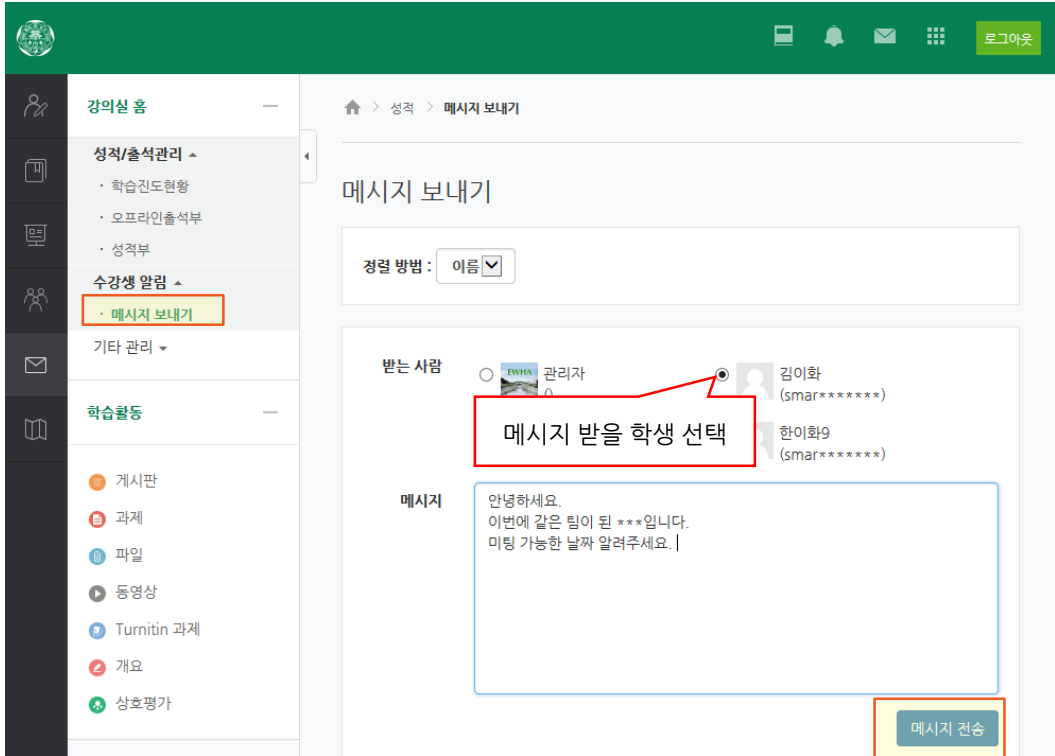 로그아웃
강의실 홈
성적/출석관리
· 학습진도현황
· 오프라인출석부
· 성적부
수강생 알림
· 메시지 보내기
기타 관리
학습활동
게시판
과제
파일
동영상
Turnitin 과제
개요
상호평가
성적 > 메시지 보내기
메시지 보내기
정렬 방법 : 이름
받는 사람
EWHA
관리자
()
김이화
(smar*******)
한이화9
(smar*******)
메시지 받을 학생 선택
메시지
안녕하세요.
이번에 같은 팀이 된 ***입니다.
미팅 가능한 날짜 알려주세요.
메시지 전송